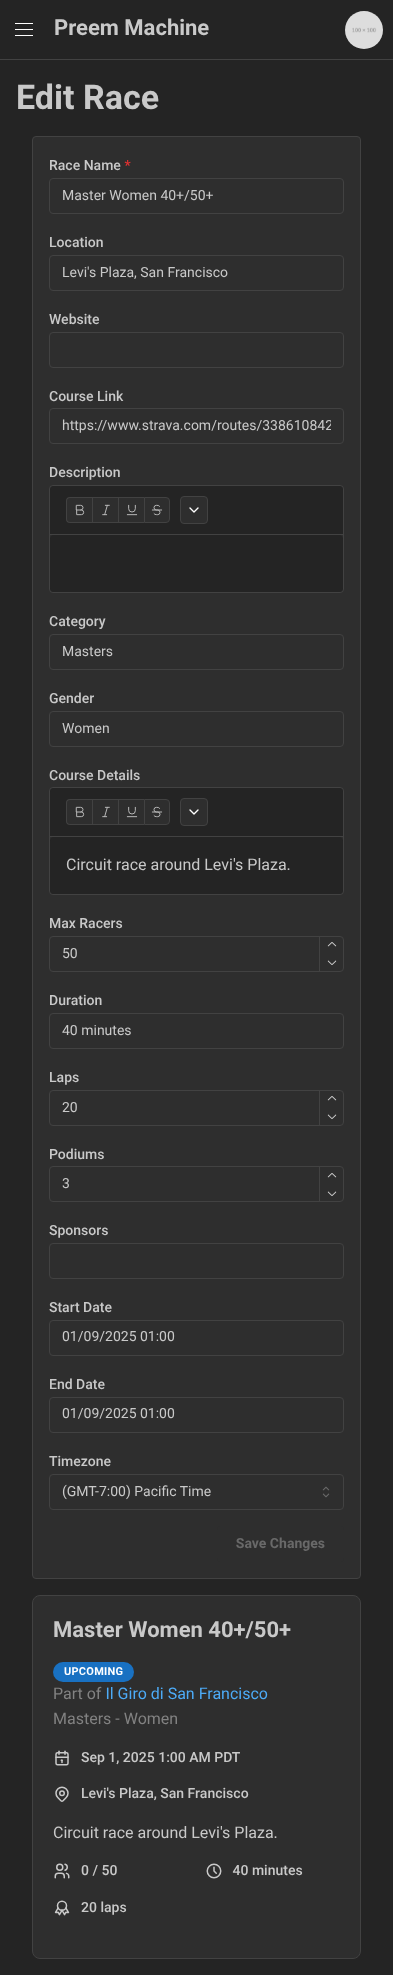 Preem Machine
100 × 100
Edit Race
Race Name *
Master Women 40+/50+
Location
Levi's Plaza, San Francisco
Website
Course Link
https://www.strava.com/routes/338610842
Description
B I U S
Category
Masters
Gender
Women
Course Details
B I U S
Circuit race around Levi's Plaza.
Max Racers
50
Duration
40 minutes
Laps
20
Podiums
3
Sponsors
Start Date
01/09/2025 01:00
End Date
01/09/2025 01:00
Timezone
(GMT-7:00) Pacific Time
Save Changes
Master Women 40+/50+
UPCOMING
Part of Il Giro di San Francisco
Masters - Women
Sep 1, 2025 1:00 AM PDT
Levi's Plaza, San Francisco
Circuit race around Levi's Plaza.
0 / 50
40 minutes
20 laps